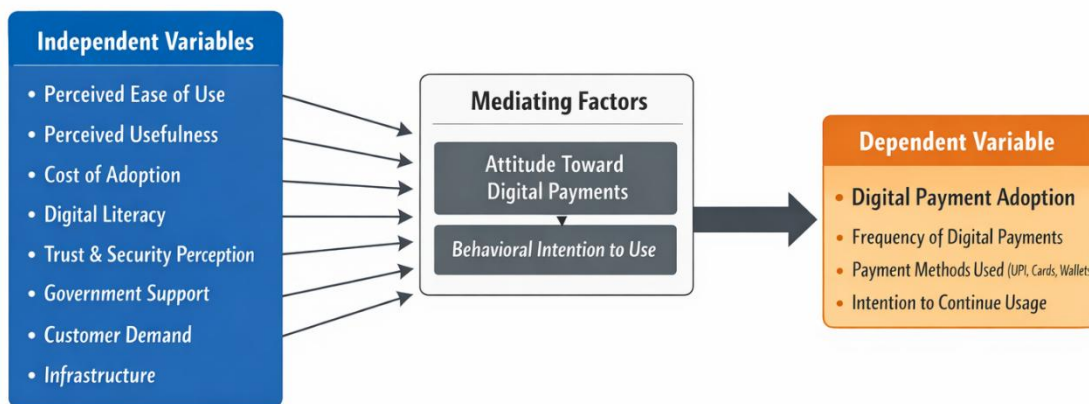 Independent Variables
• Perceived Ease of Use
• Perceived Usefulness
• Cost of Adoption
• Digital Literacy
• Trust & Security Perception
• Government Support
• Customer Demand
• Infrastructure
Mediating Factors
Attitude Toward
Digital Payments
Behavioral Intention to Use
Dependent Variable
• Digital Payment Adoption
• Frequency of Digital Payments
• Payment Methods Used (UPI, Cards, Wallets
• Intention to Continue Usage